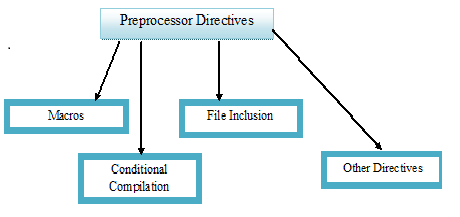 Preprocessor Directives
Macros
File Inclusion
Conditional
Compilation
Other Directives